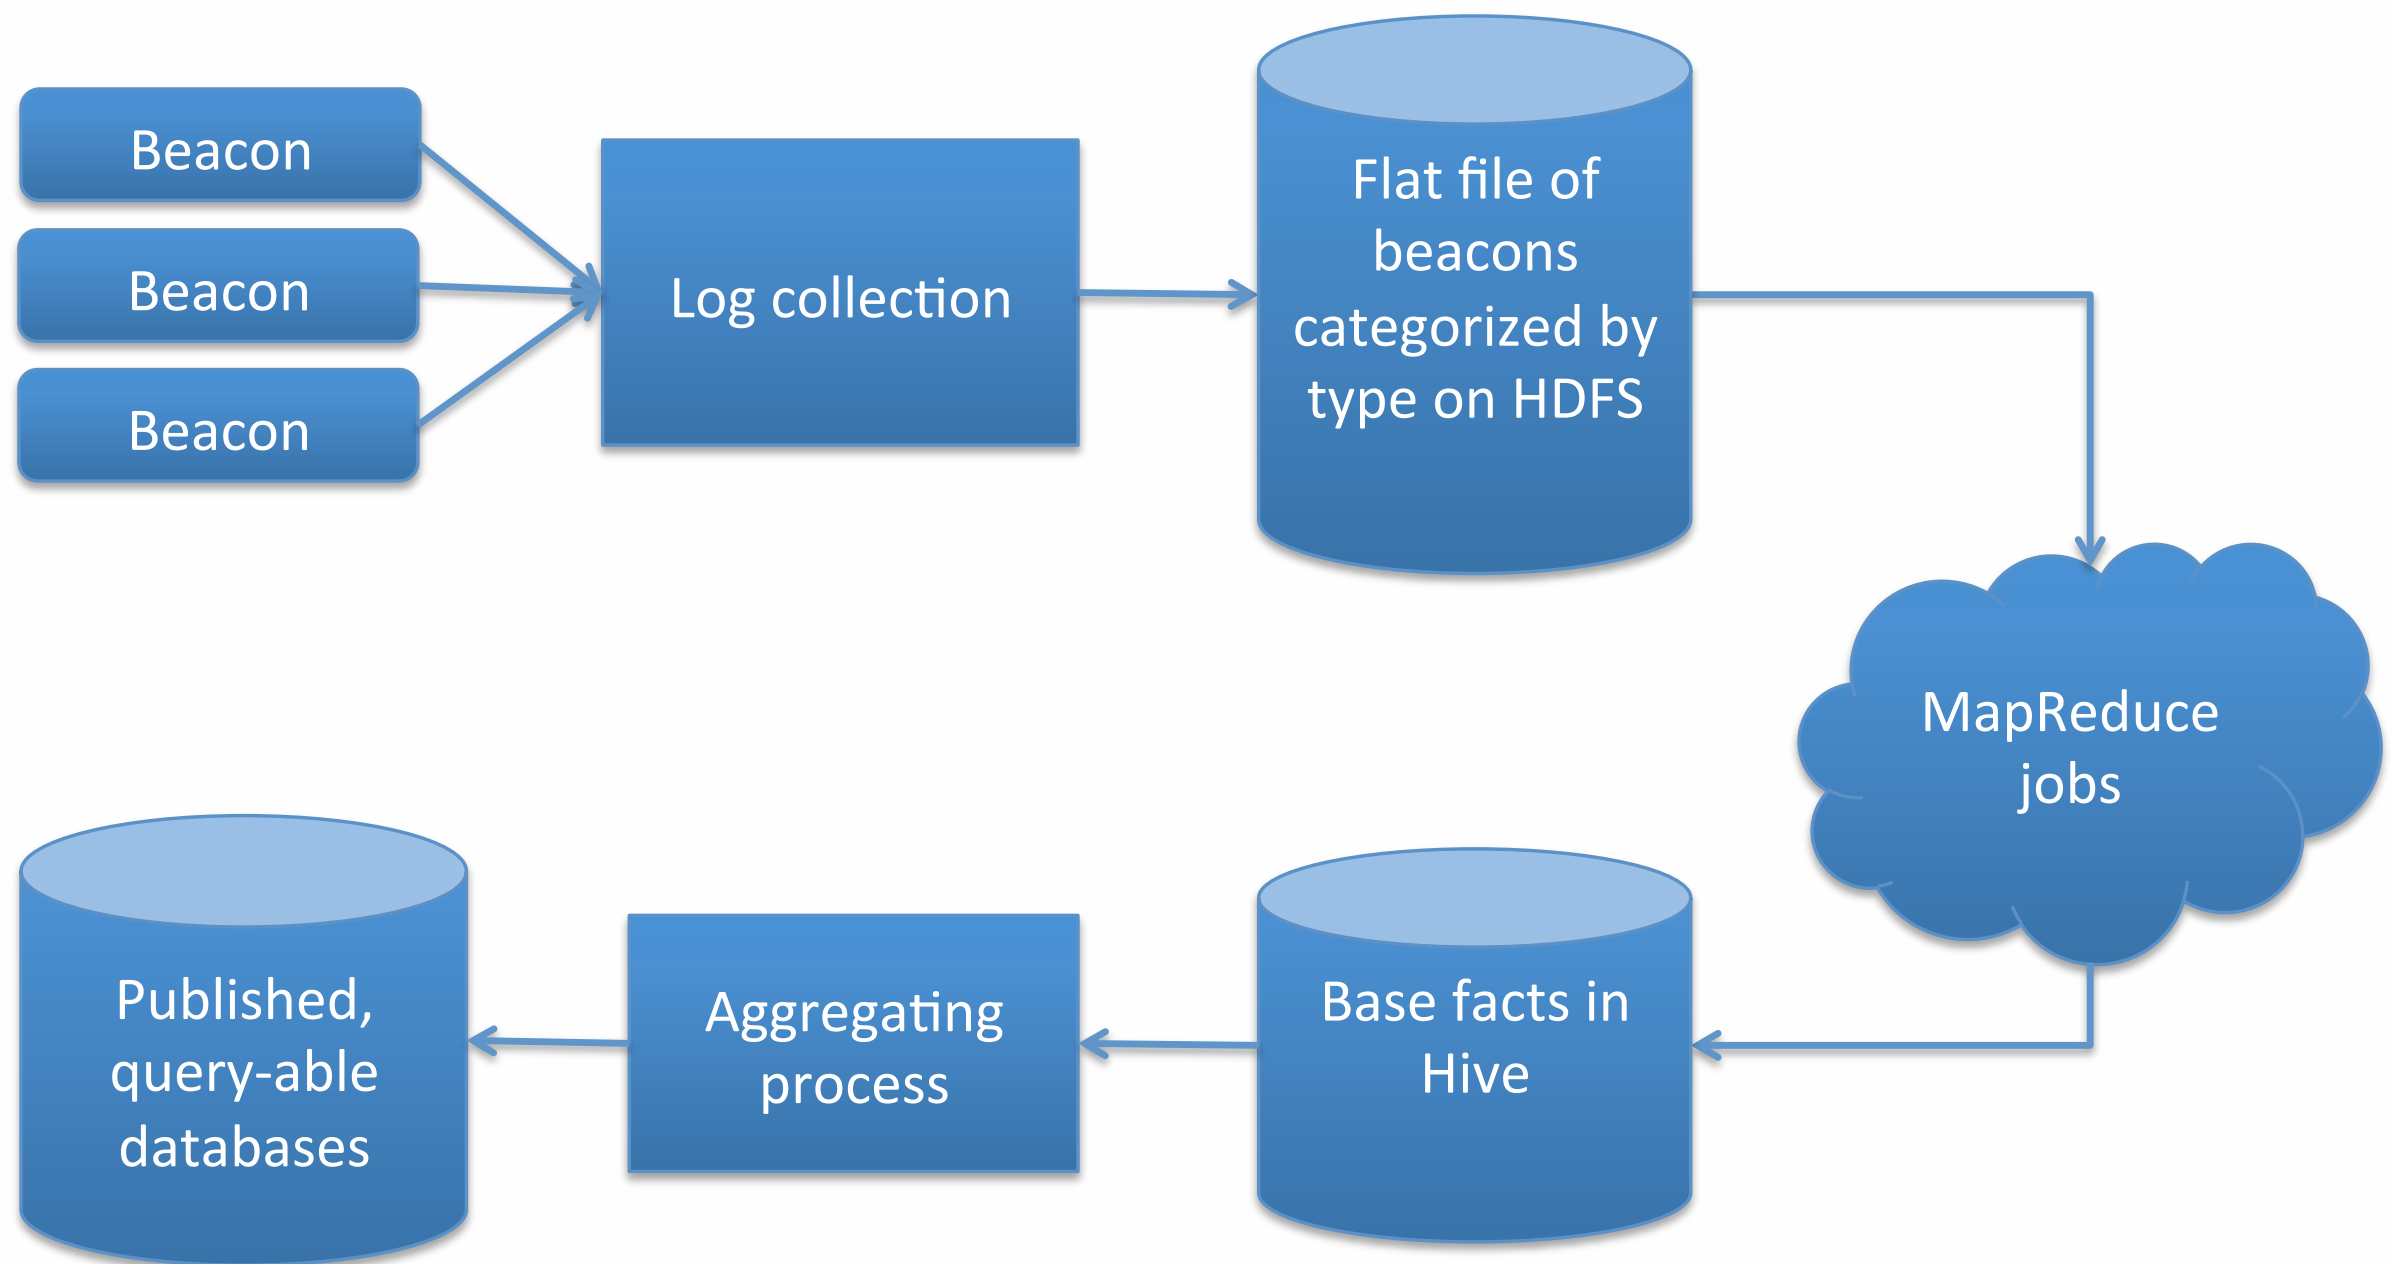 Beacon
Beacon
Beacon
Log collection
Flat file of
beacons
categorized by
type on HDFS
MapReduce
jobs
Base facts in
Hive
Aggregating
process
Published,
query-able
databases